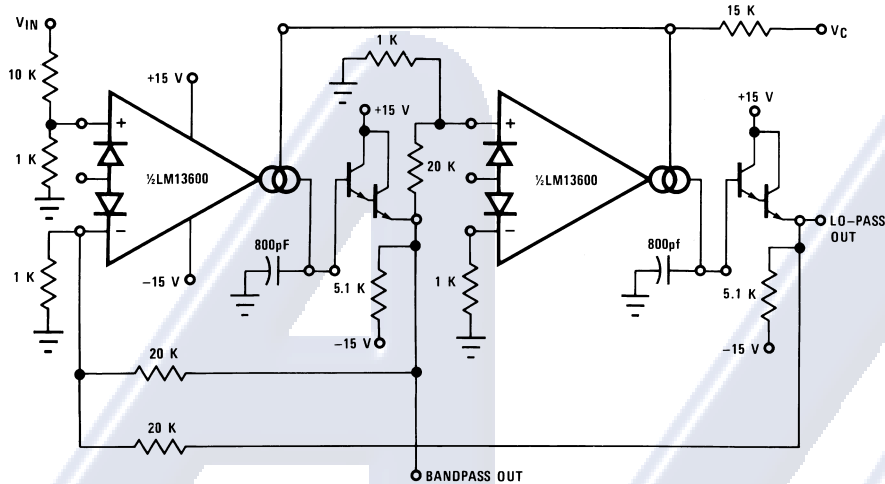 VIN
15 K
VC
1 K
10 K
+15 V
+15 V
+15 V
+
+
1 K
20 K
½LM13600
½LM13600
−
−
LO-PASS
OUT
800pF
800pf
1 K
−15 V
5.1 K
1 K
5.1 K
−15 V
−15 V
20 K
20 K
BANDPASS OUT